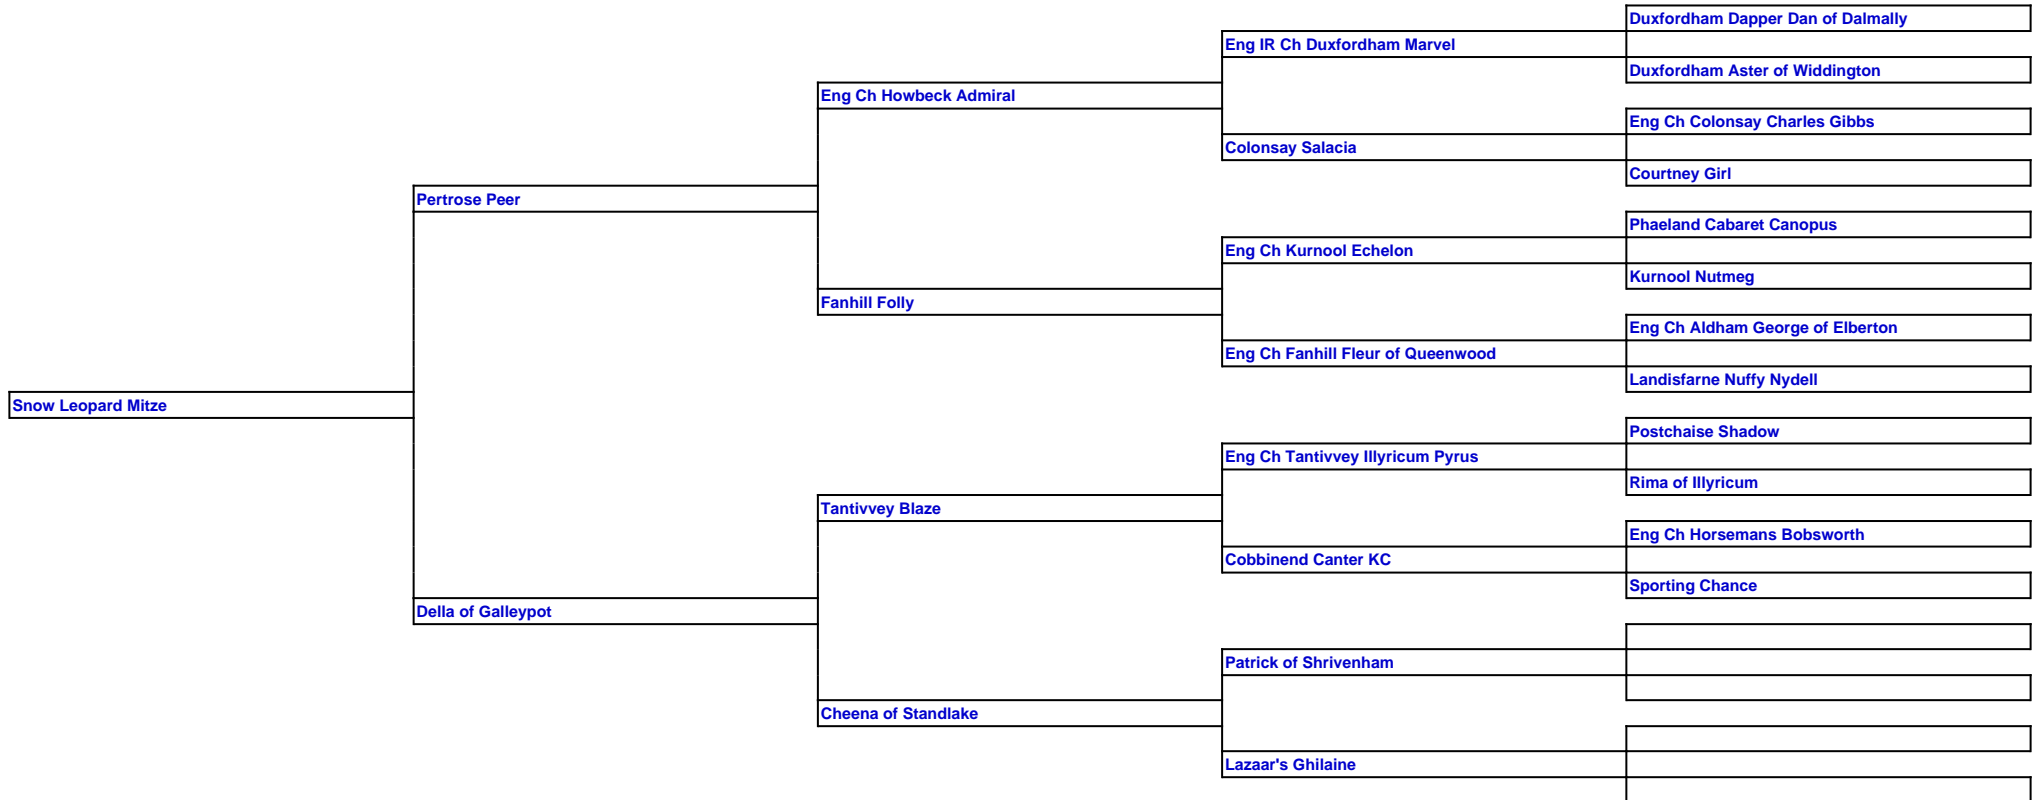 Duxfordham Dapper Dan of Dalmally
Eng IR Ch Duxfordham Marvel
Duxfordham Aster of Widdington
Eng Ch Howbeck Admiral
Eng Ch Colonsay Charles Gibbs
Colonsay Salacia
Courtney Girl
Pertrose Peer
Phaeland Cabaret Canopus
Eng Ch Kurnool Echelon
Kurnool Nutmeg
Fanhill Folly
Eng Ch Aldham George of Elberton
Eng Ch Fanhill Fleur of Queenwood
Landisfarne Nuffy Nydell
Snow Leopard Mitze
Postchaise Shadow
Eng Ch Tantivvey Illyricum Pyrus
Rima of Illyricum
Tantivvey Blaze
Eng Ch Horsemans Bobsworth
Cobbinend Canter KC
Sporting Chance
Della of Galleypot
Patrick of Shrivenham
Cheena of Standlake
Lazaar's Ghilaine